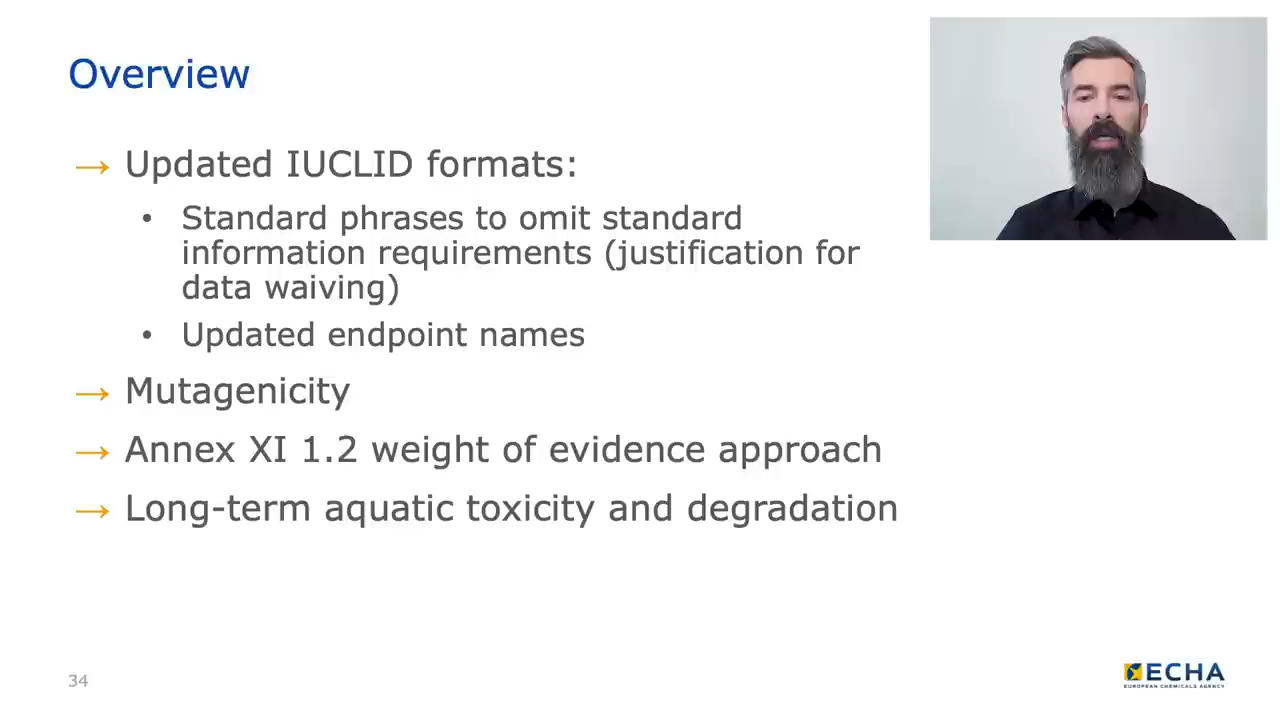 Overview
→ Updated IUCLID formats:
• Standard phrases to omit standard
information requirements (justification for
data waiving)
• Updated endpoint names
→ Mutagenicity
→ Annex XI 1.2 weight of evidence approach
→ Long-term aquatic toxicity and degradation
34
ECHA
EUROPEAN CHEMICALS AGENCY